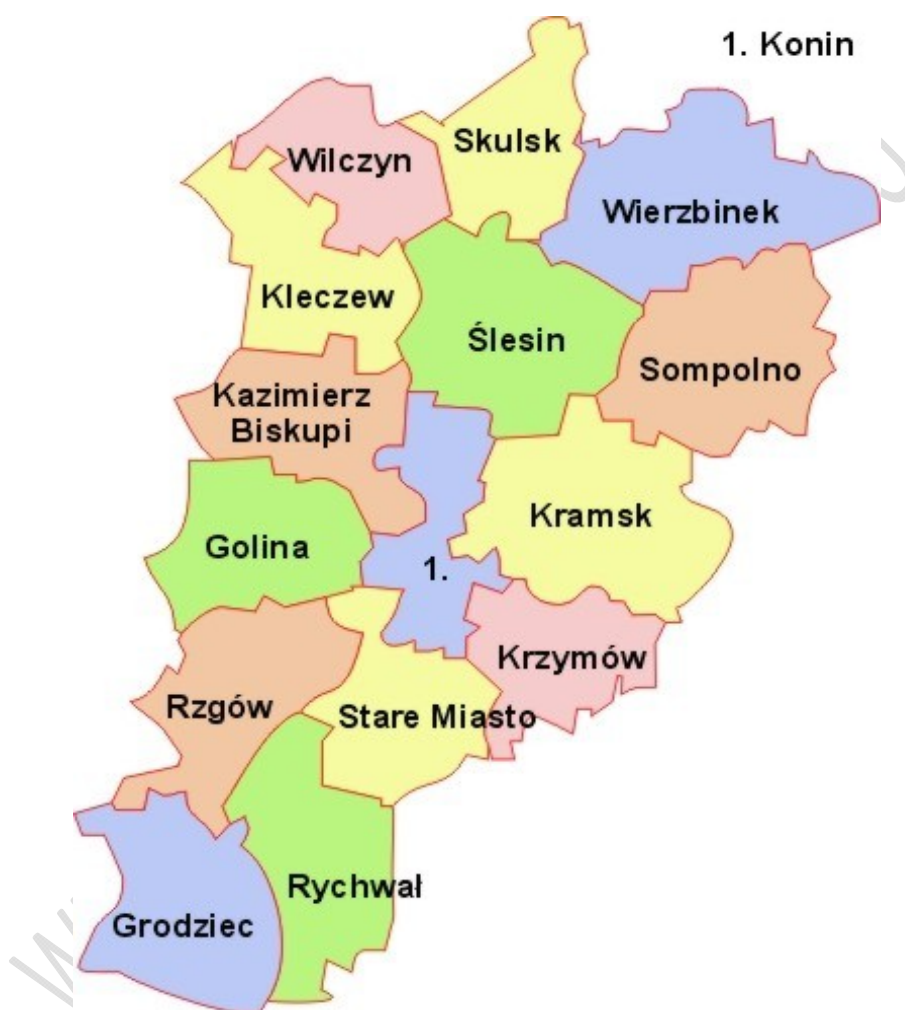 1. Konin
Skulsk
Wilczyn
Wierzbinek
Kleczew
Ślesin
Sompolno
Kazimierz
Biskupi
Kramsk
Golina
1.
Krzymów
Rzgów
Stare Miasto
Rychwał
Grodziec